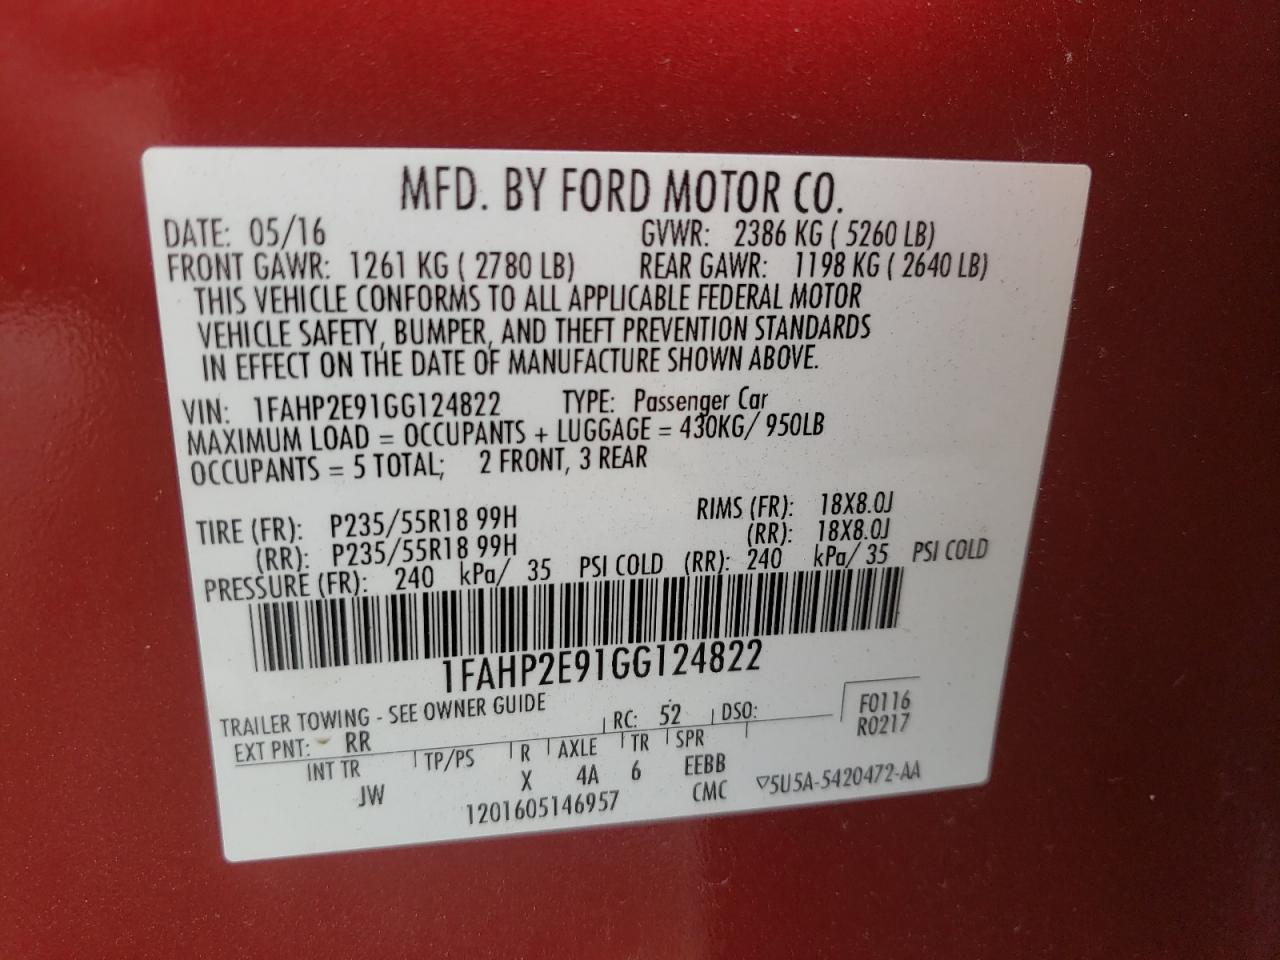 MFD. BY FORD MOTOR CO.
DATE: 05/16 GVWR: 2386 KG ( 5260 LB)
FRONT GAWR: 1261 KG ( 2780 LB) REAR GAWR: 1198 KG ( 2640 LB)
THIS VEHICLE CONFORMS TO ALL APPLICABLE FEDERAL MOTOR
VEHICLE SAFETY, BUMPER, AND THEFT PREVENTION STANDARDS
IN EFFECT ON THE DATE OF MANUFACTURE SHOWN ABOVE.
VIN: 1FAHP2E91GG124822 TYPE: Passenger Car
MAXIMUM LOAD = OCCUPANTS + LUGGAGE = 430KG/ 950LB
OCCUPANTS = 5 TOTAL; 2 FRONT, 3 REAR
TIRE (FR): P235/55R18 99H RIMS (FR): 18X8.0J
(RR): P235/55R18 99H (RR): 18X8.0J
PRESSURE (FR): 240 kPa/ 35 PSI COLD (RR): 240 kPa/ 35 PSI COLD
1FAHP2E91GG124822
TRAILER TOWING - SEE OWNER GUIDE
F0116
R0217
EXT PNT: RR RC: 52 DSO:
INT TR TP/PS R AXLE TR SPR
JW X 4A 6 EEBB
1201605146957 CMC ▽5U5A-5420472-AA